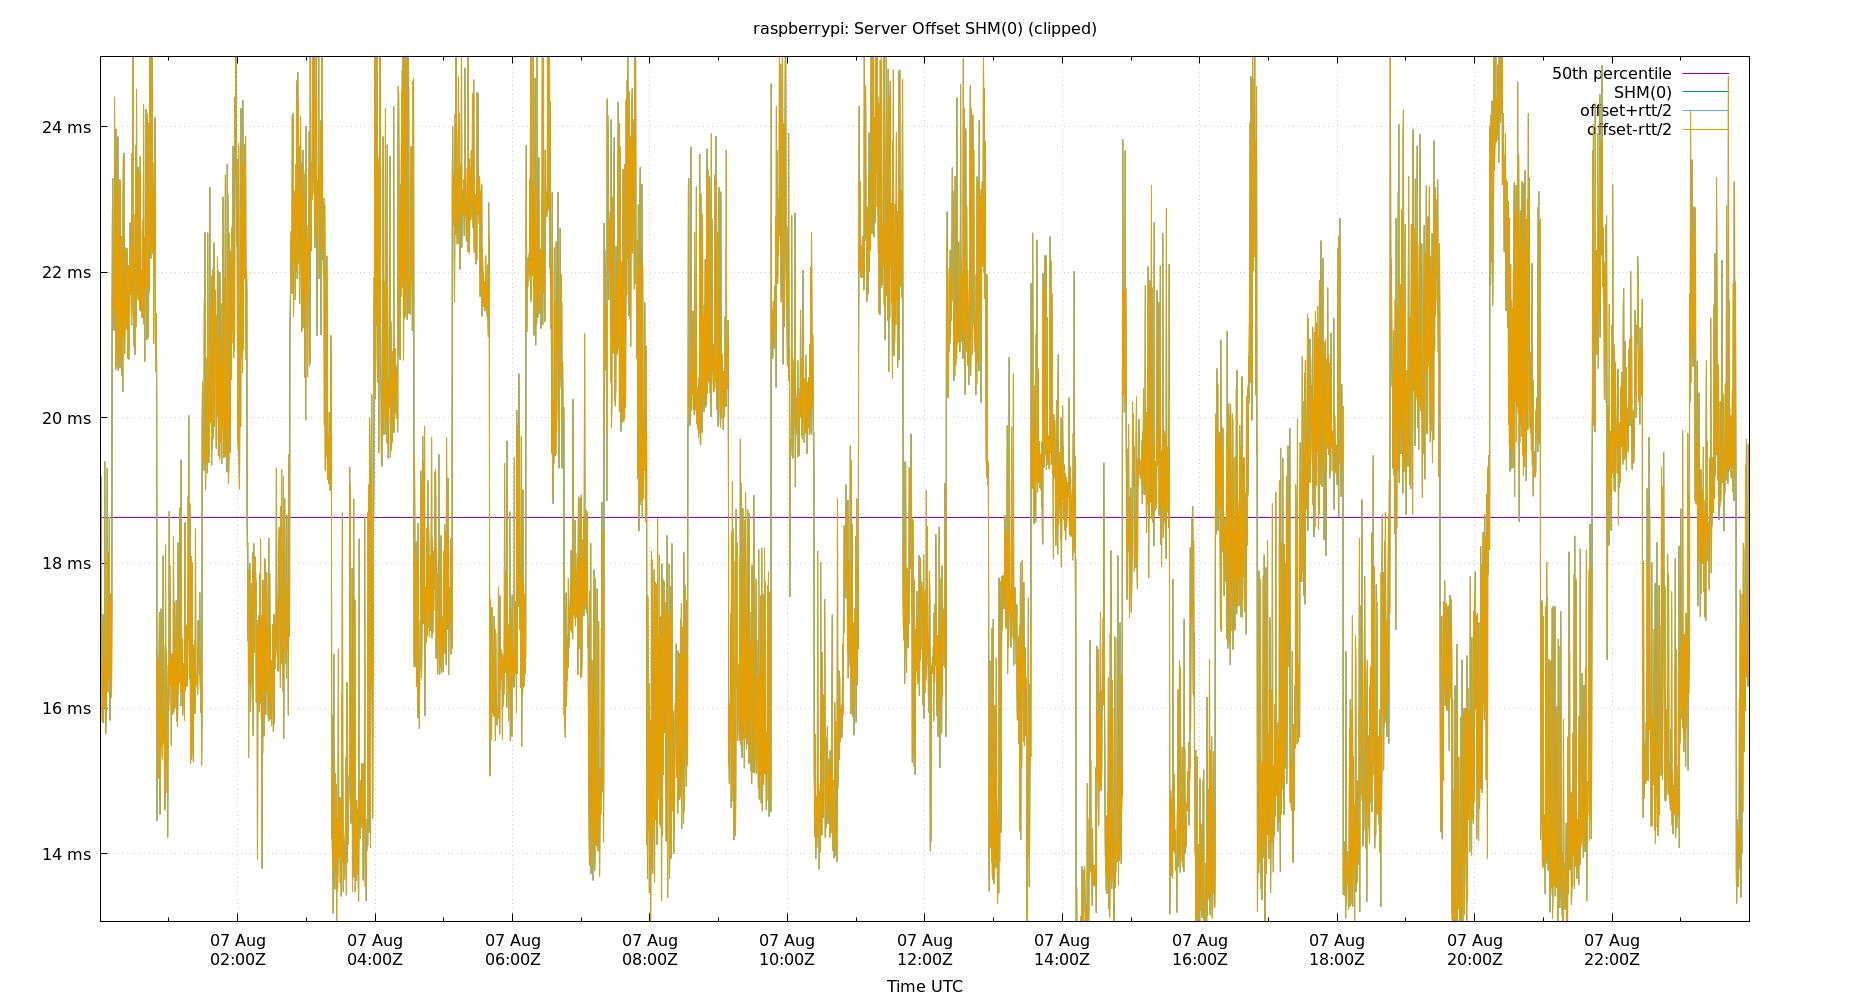 raspberrypi: Server Offset SHM(0) (clipped)
50th percentile
SHM(0)
offset+rtt/2
offset-rtt/2
24 ms
22 ms
20 ms
18 ms
16 ms
14 ms
07 Aug 07 Aug 07 Aug 07 Aug 07 Aug 07 Aug 07 Aug 07 Aug 07 Aug 07 Aug 07 Aug
02:00Z 04:00Z 06:00Z 08:00Z 10:00Z 12:00Z 14:00Z 16:00Z 18:00Z 20:00Z 22:00Z
Time UTC